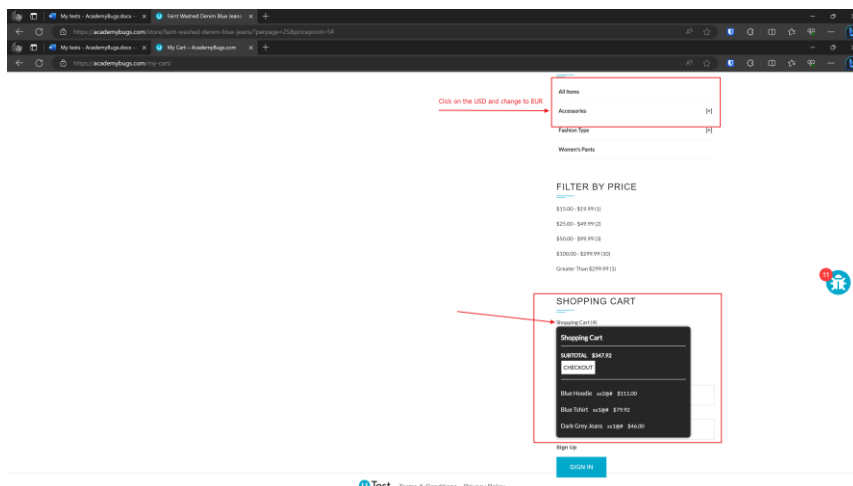 My tests - AcademyBugs.docx -
Faint Washed Denim Blue Jeans
https://academybugs.com/store/faint-washed-denim-blue-jeans/?perpage=25&pricepoint=5#
My tests - AcademyBugs.docx -
My Cart – AcademyBugs.com
https://academybugs.com/my-cart/
All Items
Click on the USD and change to EUR
Accessories [+]
Fashion Type [+]
Women's Pants
FILTER BY PRICE
$15.00 - $19.99 (1)
$25.00 - $49.99 (2)
$50.00 - $99.99 (3)
$100.00 - $299.99 (10)
Greater Than $299.99 (1)
11
SHOPPING CART
Shopping Cart (4)
Shopping Cart
SUBTOTAL $347.92
CHECKOUT
Blue Hoodie xz2@# $111.00
Blue Tshirt xz1@# $79.92
Dark Grey Jeans xz1@# $46.00
Sign Up
SIGN IN
uTest Terms & Conditions Privacy Policy